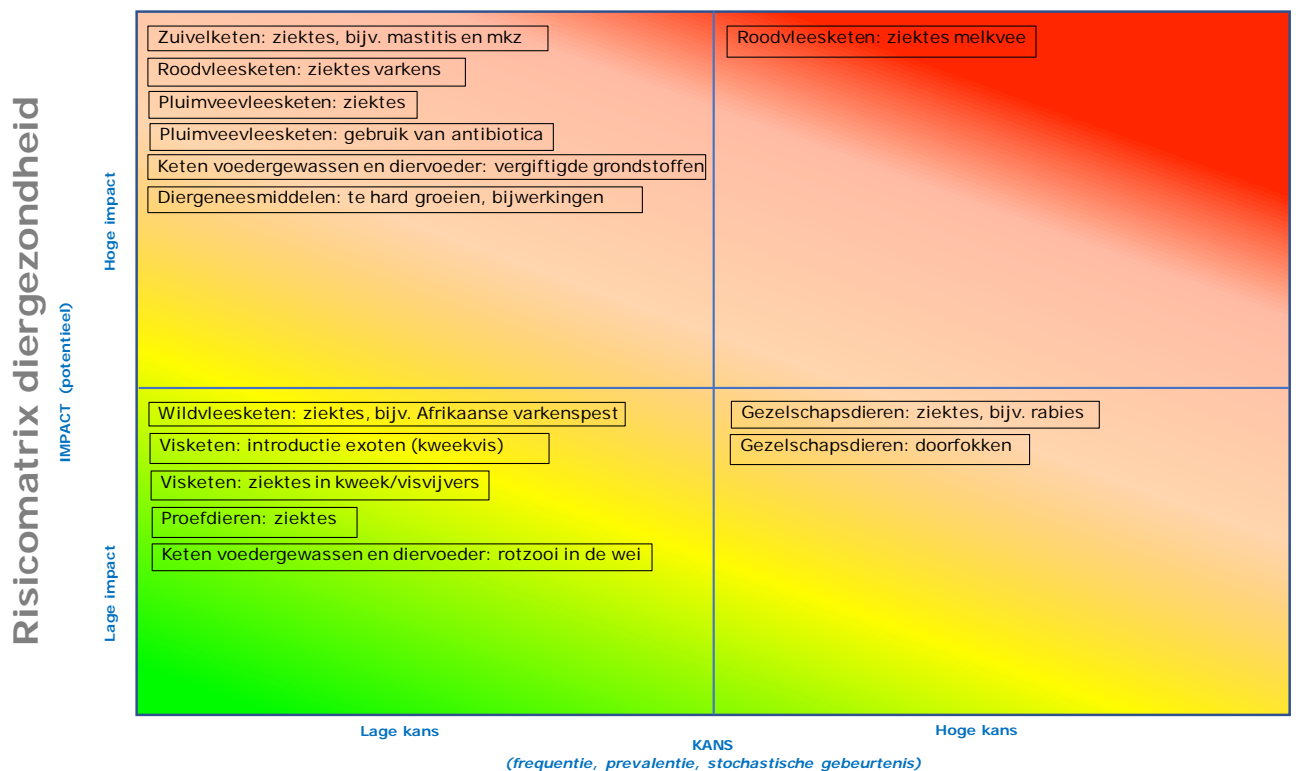 Risicomatrix diergezondheid
IMPACT (potentieel)
Hoge impact
Lage impact
Zuivelketen: ziektes, bijv. mastitis en mkz
Roodvleesketen: ziektes varkens
Pluimveevleesketen: ziektes
Pluimveevleesketen: gebruik van antibiotica
Keten voedergewassen en diervoeder: vergiftigde grondstoffen
Diergeneesmiddelen: te hard groeien, bijwerkingen
Roodvleesketen: ziektes melkvee
Wildvleesketen: ziektes, bijv. Afrikaanse varkenspest
Visketen: introductie exoten (kweekvis)
Visketen: ziektes in kweek/visvijvers
Proefdieren: ziektes
Keten voedergewassen en diervoeder: rotzooi in de wei
Gezelschapsdieren: ziektes, bijv. rabies
Gezelschapsdieren: doorfokken
Lage kans
Hoge kans
KANS
(frequentie, prevalentie, stochastische gebeurtenis)